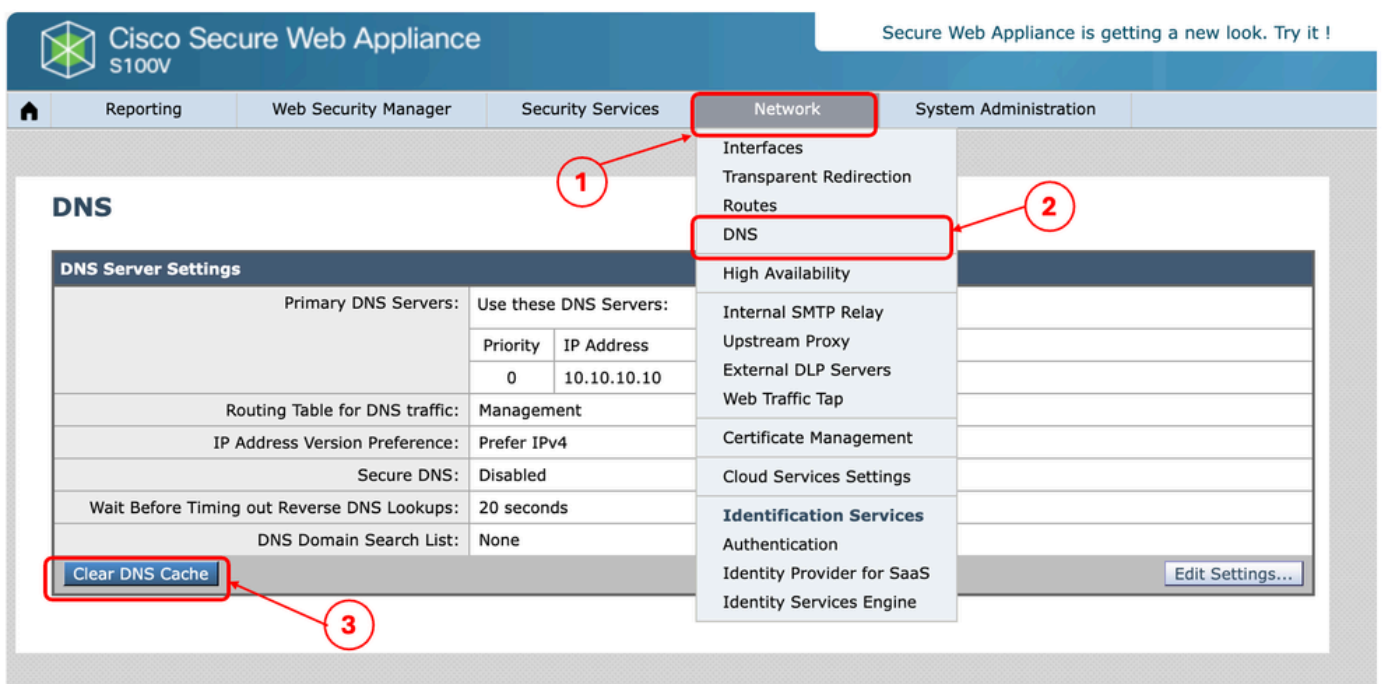 Cisco Secure Web Appliance
S100V
Secure Web Appliance is getting a new look. Try it !
Reporting Web Security Manager Security Services Network System Administration
1
Interfaces
Transparent Redirection
Routes
DNS
2
High Availability
Internal SMTP Relay
Upstream Proxy
External DLP Servers
Web Traffic Tap
Certificate Management
Cloud Services Settings
Identification Services
Authentication
Identity Provider for SaaS
Identity Services Engine
DNS
DNS Server Settings
Primary DNS Servers: Use these DNS Servers:
Priority IP Address
0 10.10.10.10
Routing Table for DNS traffic: Management
IP Address Version Preference: Prefer IPv4
Secure DNS: Disabled
Wait Before Timing out Reverse DNS Lookups: 20 seconds
DNS Domain Search List: None
Clear DNS Cache Edit Settings...
3